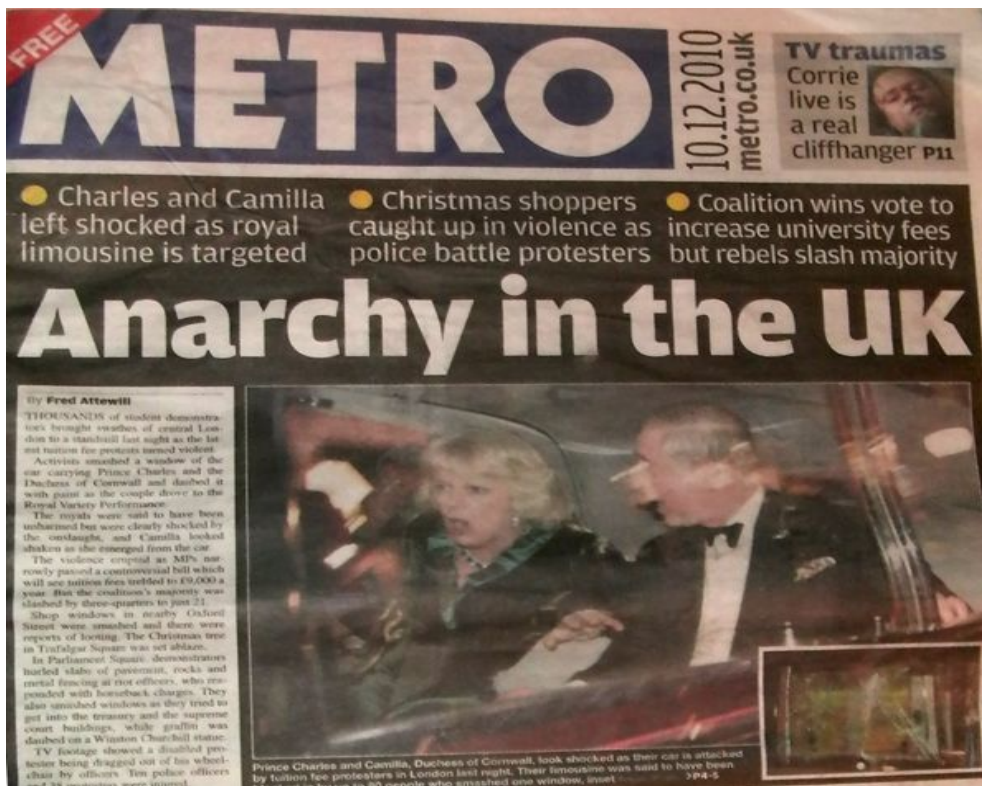 FREE
METRO
10.12.2010
metro.co.uk
TV traumas
Corrie
live is
a real
cliffhanger P11
Charles and Camilla
left shocked as royal
limousine is targeted
Christmas shoppers
caught up in violence as
police battle protesters
Coalition wins vote to
increase university fees
but rebels slash majority
Anarchy in the UK
By Fred Attewill
THOUSANDS of student demonstra-
tors brought swathes of central Lon-
don to a standstill last night as the lat-
est tuition fee protests turned violent.
Activists smashed a window of the
car carrying Prince Charles and the
Duchess of Cornwall and daubed it
with paint as the couple drove to the
Royal Variety Performance.
The royals were said to have been
unharmed but were clearly shocked by
the onslaught, and Camilla looked
shaken as she emerged from the car.
The violence erupted as MPs nar-
rowly passed a controversial bill which
will see tuition fees trebled to £9,000 a
year. But the coalition's majority was
slashed by three-quarters to just 21.
Shop windows in nearby Oxford
Street were smashed and there were
reports of looting. The Christmas tree
in Trafalgar Square was set ablaze.
In Parliament Square, demonstrators
hurled slabs of pavement, rocks and
metal fencing at riot officers, who res-
ponded with horseback charges. They
also smashed windows as they tried to
get into the treasury and the supreme
court buildings, while graffiti was
daubed on a Winston Churchill statue.
TV footage showed a disabled pro-
tester being dragged out of his wheel-
chair by officers. Ten police officers
and 38 were injured
Prince Charles and Camilla, Duchess of Cornwall, look shocked as their car is attacked
by tuition fee protesters in London last night. Their limousine was said to have been
people who smashed one window, inset >P4-5